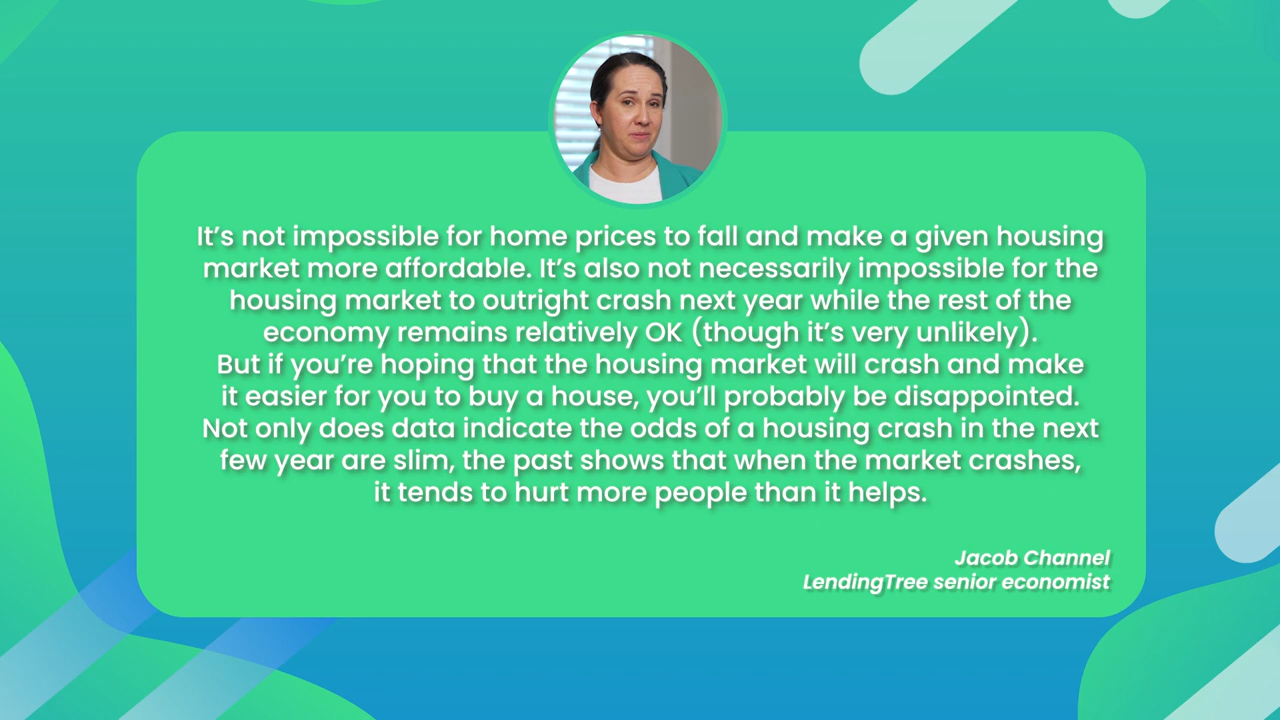 It’s not impossible for home prices to fall and make a given housing
market more affordable. It’s also not necessarily impossible for the
housing market to outright crash next year while the rest of the
economy remains relatively OK (though it’s very unlikely).
But if you’re hoping that the housing market will crash and make
it easier for you to buy a house, you’ll probably be disappointed.
Not only does data indicate the odds of a housing crash in the next
few year are slim, the past shows that when the market crashes,
it tends to hurt more people than it helps.
Jacob Channel
LendingTree senior economist